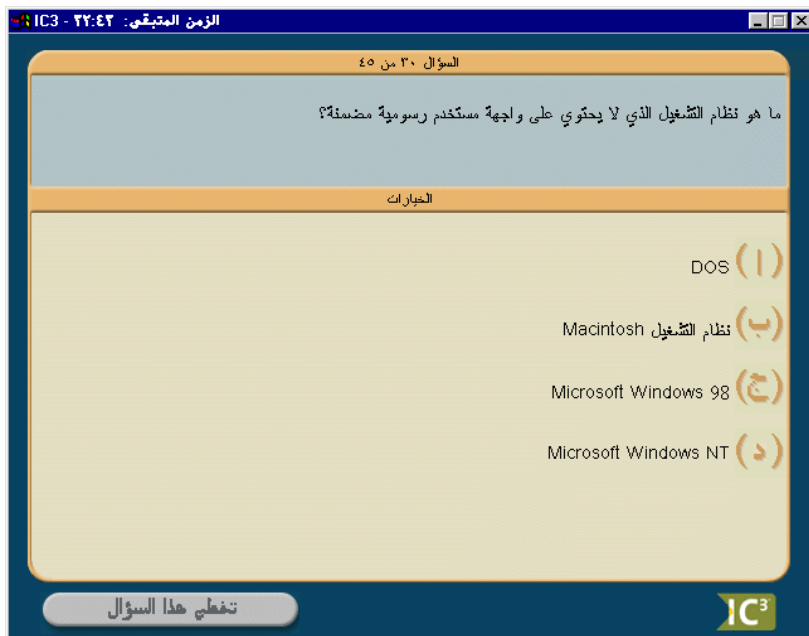 الزمن المتبقي: ٣٢:٤٣ - IC3
السؤال ٣٠ من ٤٥
ما هو نظام التشغيل الذي لا يحتوي على واجهة مستخدم رسومية مضمنة؟
الخيارات
(ا) DOS
(ب) نظام التشغيل Macintosh
(ج) Microsoft Windows 98
(د) Microsoft Windows NT
تخطي هذا السؤال
IC³